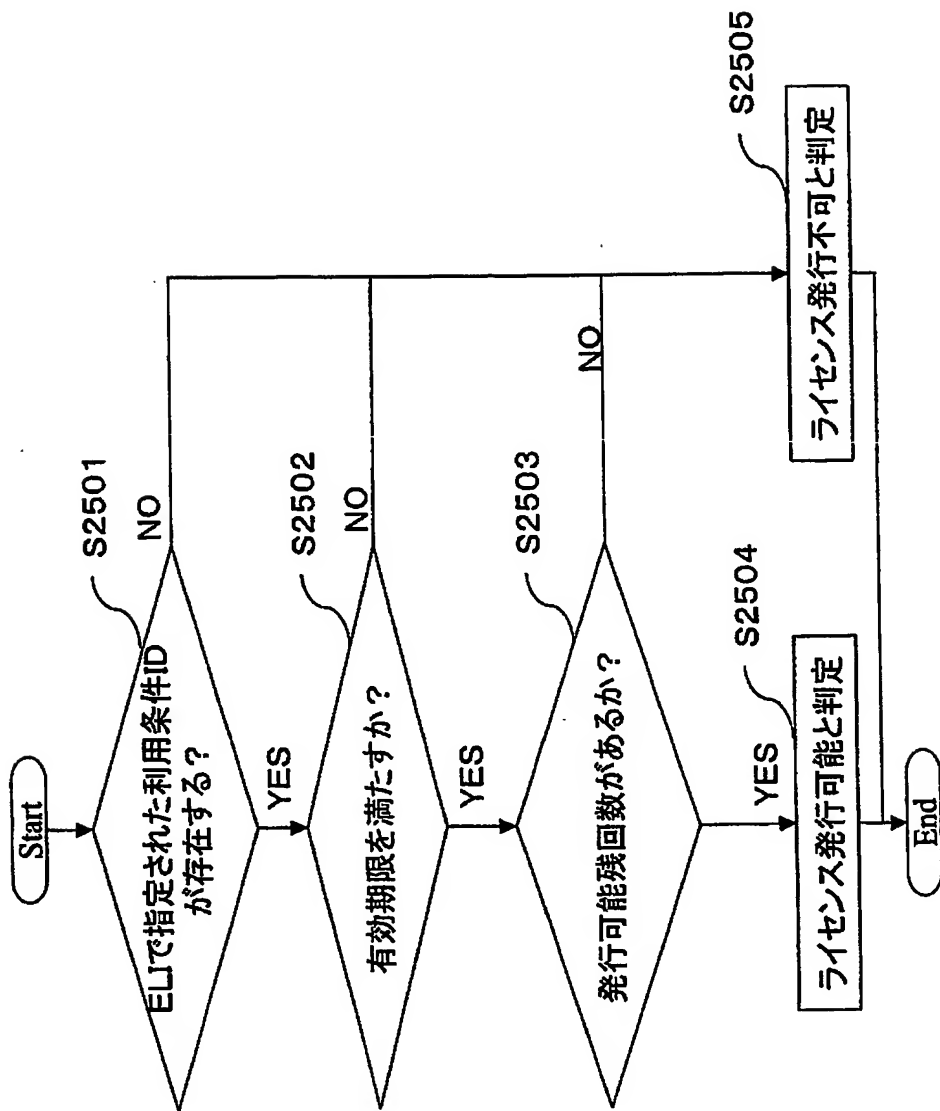 Start
S2501
ELIで指定された利用条件ID
が存在する?
NO
YES
S2502
有効期限を満たすか?
NO
YES
S2503
発行可能残回数があるか?
NO
YES
S2504
ライセンス発行可能と判定
S2505
ライセンス発行不可と判定
End